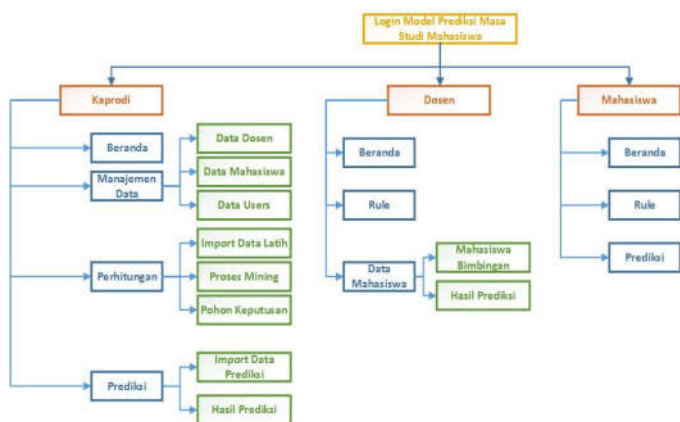 Login Model Prediksi Masa
Studi Mahasiswa
Kaprodi
Beranda
Manajemen
Data
Data Dosen
Data Mahasiswa
Data Users
Perhitungan
Import Data Latih
Proses Mining
Pohon Keputusan
Prediksi
Import Data
Prediksi
Hasil Prediksi
Dosen
Beranda
Rule
Data
Mahasiswa
Mahasiswa
Bimbingan
Hasil Prediksi
Mahasiswa
Beranda
Rule
Prediksi